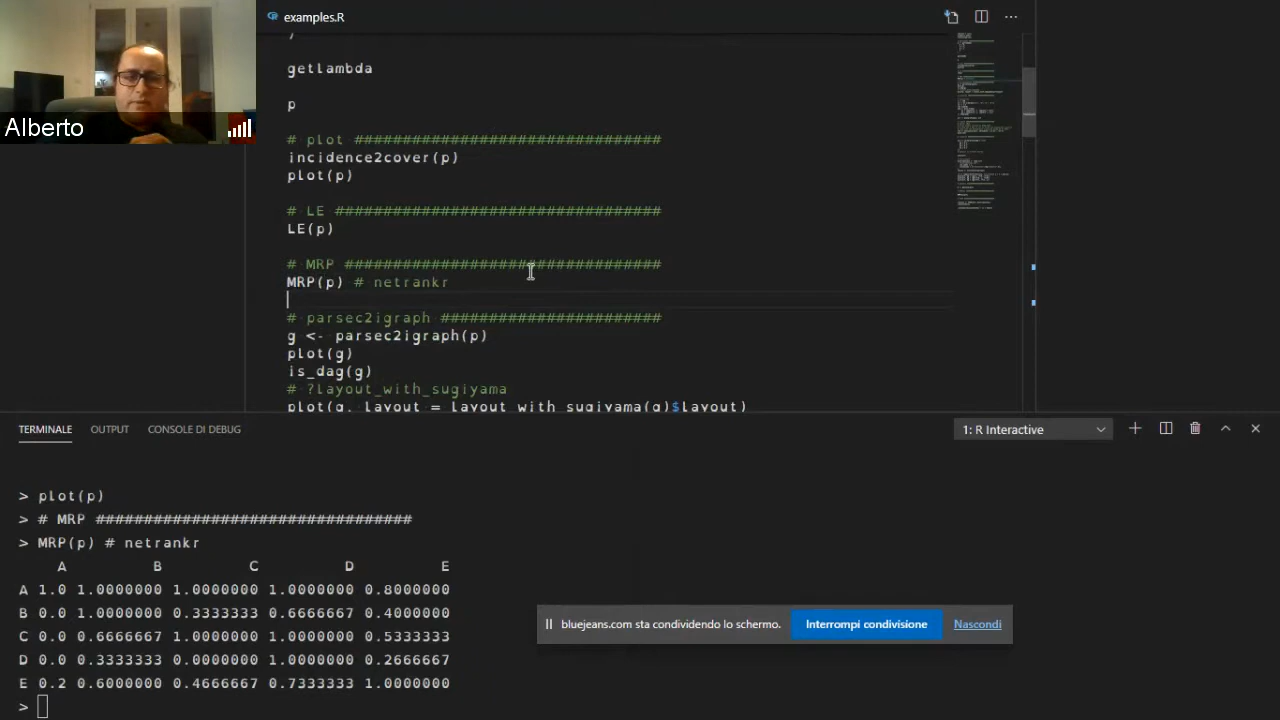 examples.R
Alberto
getlambda
p
# plot ################################
incidence2cover(p)
plot(p)
# LE ##################################
LE(p)
# MRP #################################
MRP(p) # netrankr
# parsec2igraph #######################
g <- parsec2igraph(p)
plot(g)
is_dag(g)
# ?layout_with_sugiyama
plot(g, layout = layout_with_sugiyama(g)$layout)
TERMINALE OUTPUT CONSOLE DI DEBUG 1: R Interactive
> plot(p)
> # MRP #################################
> MRP(p) # netrankr
A B C D E
A 1.0 1.0000000 1.0000000 1.0000000 0.8000000
B 0.0 1.0000000 0.3333333 0.6666667 0.4000000
C 0.0 0.6666667 1.0000000 1.0000000 0.5333333
D 0.0 0.3333333 0.0000000 1.0000000 0.2666667
E 0.2 0.6000000 0.4666667 0.7333333 1.0000000
>
bluejeans.com sta condividendo lo schermo. Interrompi condivisione Nascondi